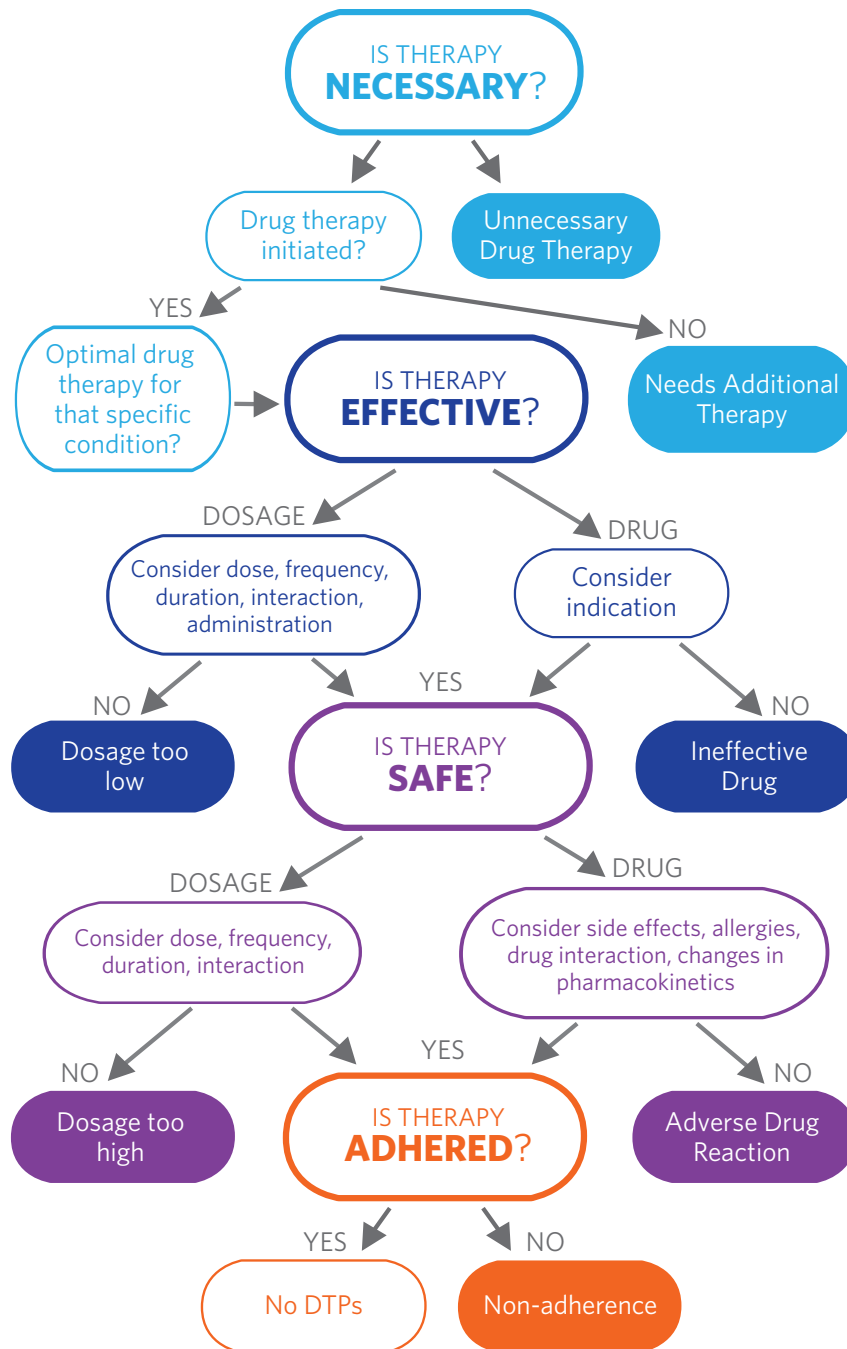 IS THERAPY
NECESSARY?
Drug therapy
initiated?
Unnecessary
Drug Therapy
YES
NO
Optimal drug
therapy for
that specific
condition?
IS THERAPY
EFFECTIVE?
Needs Additional
Therapy
DOSAGE
DRUG
Consider dose, frequency,
duration, interaction,
administration
Consider
indication
NO
YES
NO
Dosage too
low
IS THERAPY
SAFE?
Ineffective
Drug
DOSAGE
DRUG
Consider dose, frequency,
duration, interaction
Consider side effects, allergies,
drug interaction, changes in
pharmacokinetics
NO
YES
NO
Dosage too
high
IS THERAPY
ADHERED?
Adverse Drug
Reaction
YES
NO
No DTPs
Non-adherence